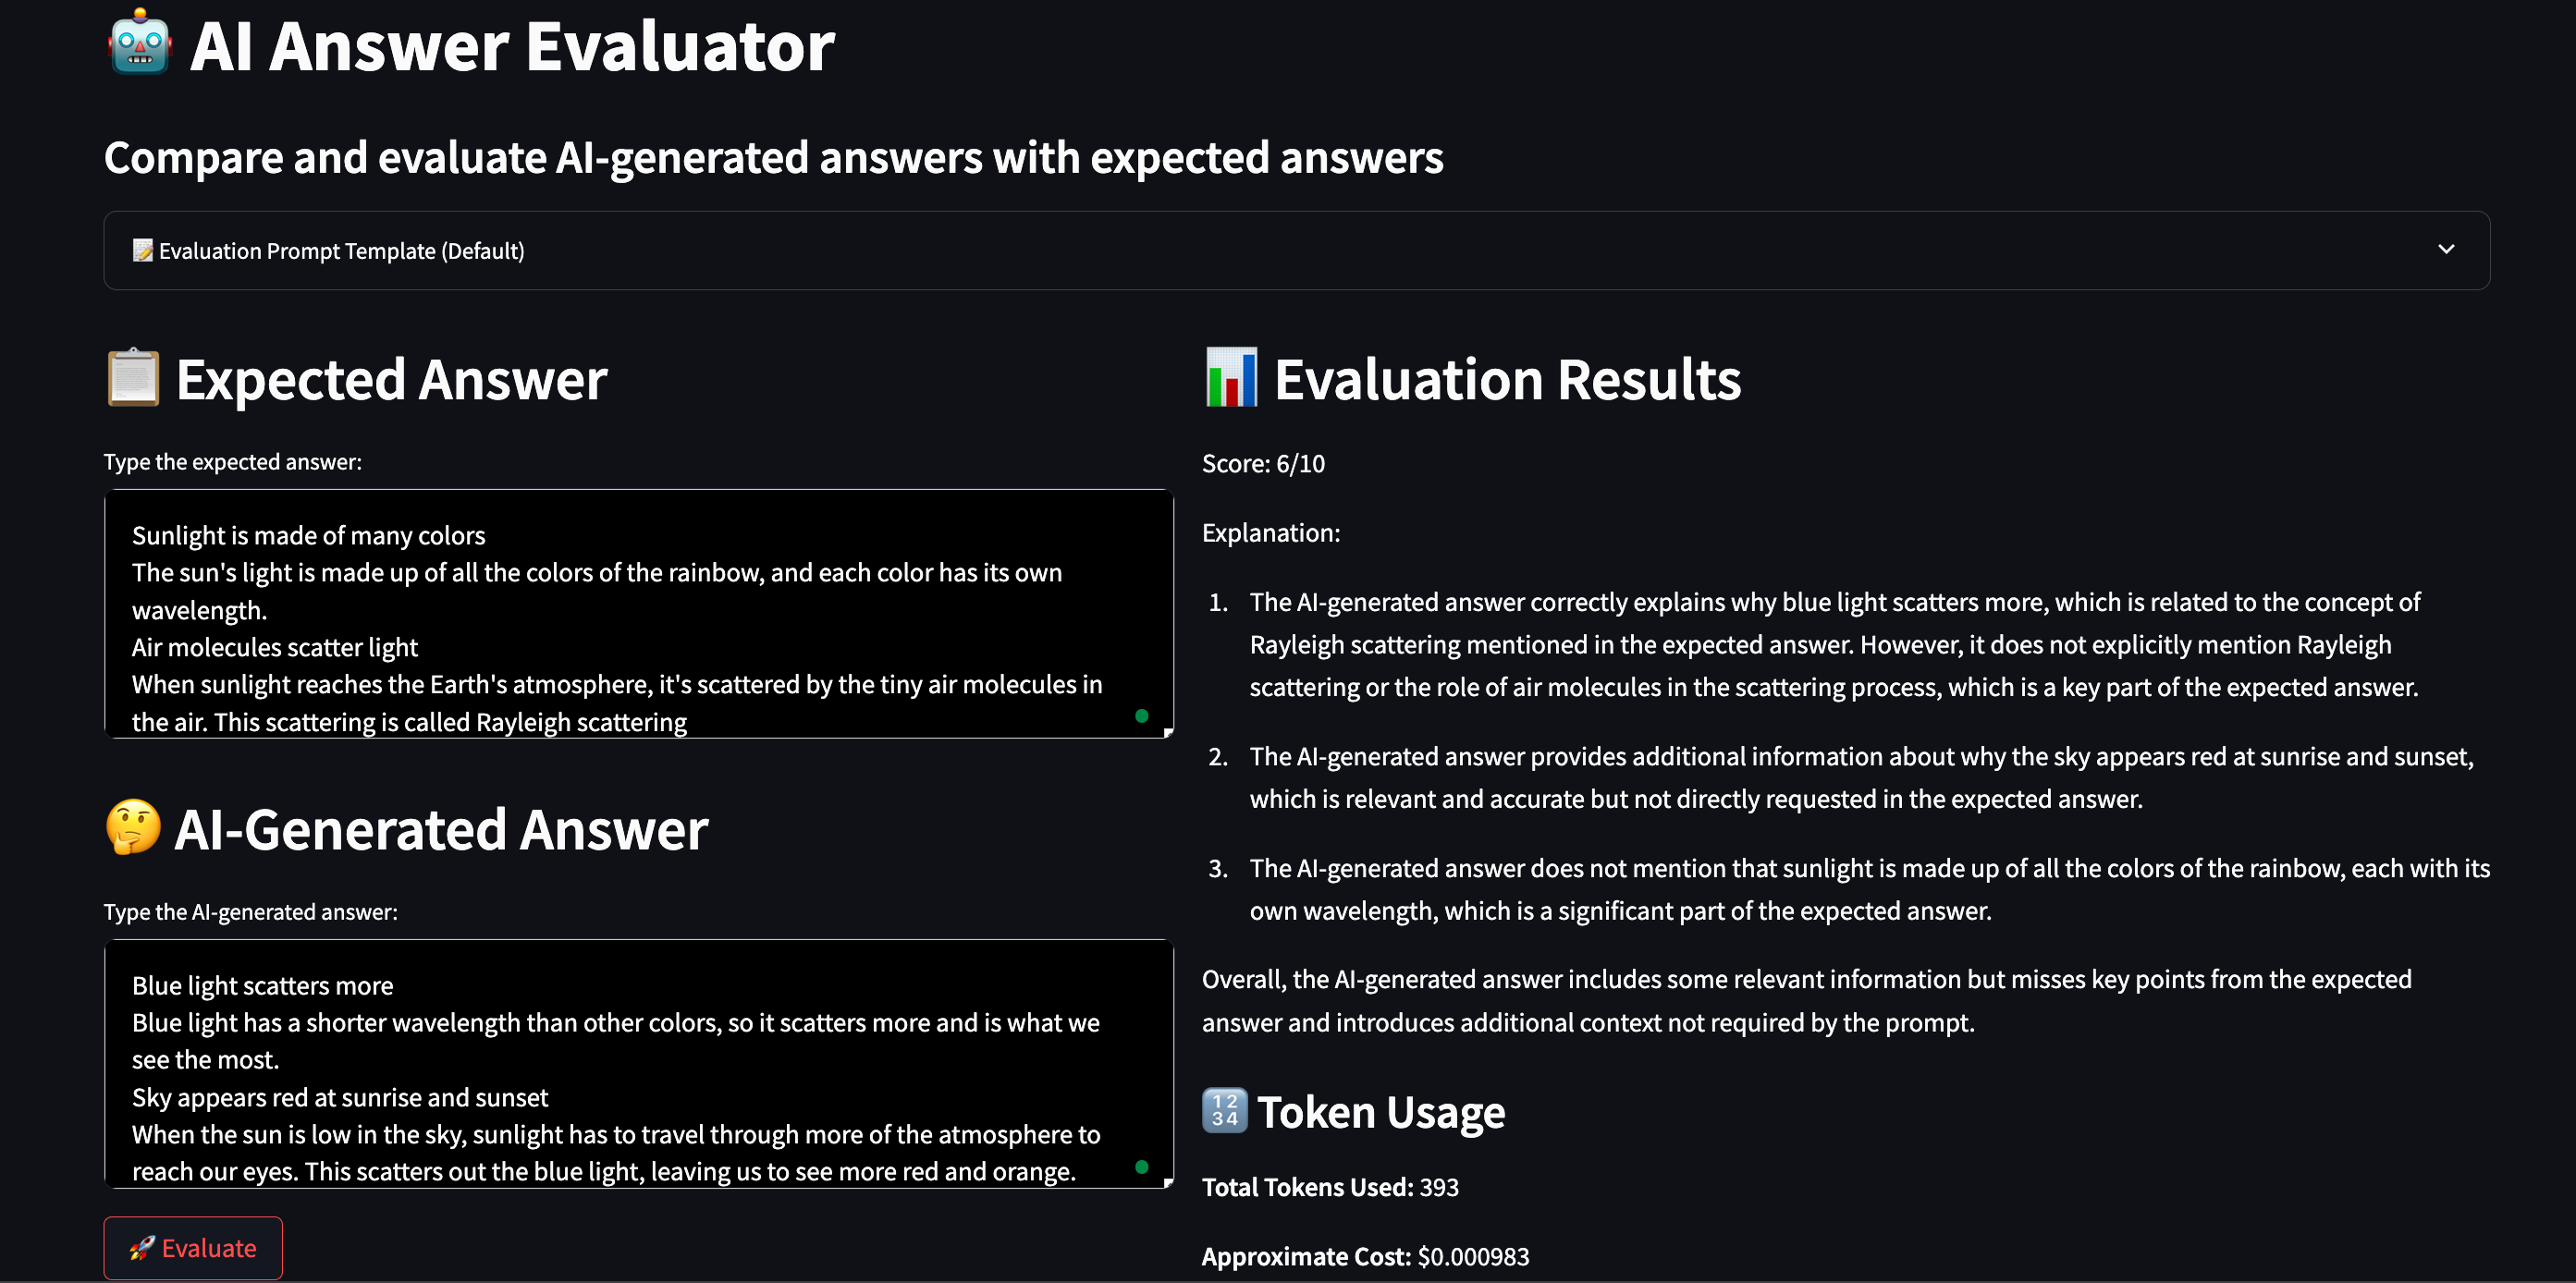 AI Answer Evaluator
Compare and evaluate AI-generated answers with expected answers
Evaluation Prompt Template (Default)
Expected Answer
Type the expected answer:
Sunlight is made of many colors
The sun's light is made up of all the colors of the rainbow, and each color has its own
wavelength.
Air molecules scatter light
When sunlight reaches the Earth's atmosphere, it's scattered by the tiny air molecules in
the air. This scattering is called Rayleigh scattering
AI-Generated Answer
Type the AI-generated answer:
Blue light scatters more
Blue light has a shorter wavelength than other colors, so it scatters more and is what we
see the most.
Sky appears red at sunrise and sunset
When the sun is low in the sky, sunlight has to travel through more of the atmosphere to
reach our eyes. This scatters out the blue light, leaving us to see more red and orange.
Evaluate
Evaluation Results
Score: 6/10
Explanation:
1. The AI-generated answer correctly explains why blue light scatters more, which is related to the concept of
Rayleigh scattering mentioned in the expected answer. However, it does not explicitly mention Rayleigh
scattering or the role of air molecules in the scattering process, which is a key part of the expected answer.
2. The AI-generated answer provides additional information about why the sky appears red at sunrise and sunset,
which is relevant and accurate but not directly requested in the expected answer.
3. The AI-generated answer does not mention that sunlight is made up of all the colors of the rainbow, each with its
own wavelength, which is a significant part of the expected answer.
Overall, the AI-generated answer includes some relevant information but misses key points from the expected
answer and introduces additional context not required by the prompt.
1 2
3 4
Token Usage
Total Tokens Used: 393
Approximate Cost: $0.000983